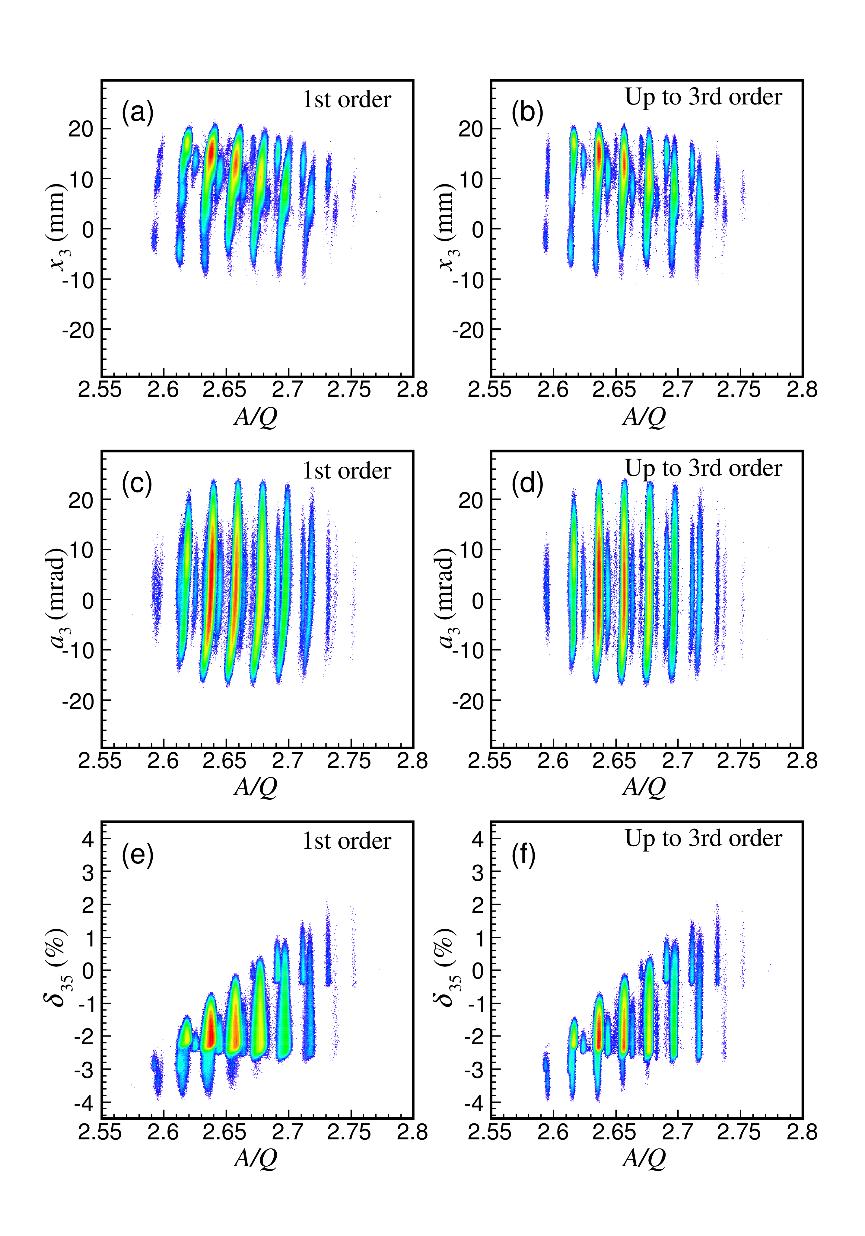 (a) 1st order
20
10
0
-10
-20
x3 (mm)
2.55 2.6 2.65 2.7 2.75 2.8
A/Q
(b) Up to 3rd order
20
10
0
-10
-20
x3 (mm)
2.55 2.6 2.65 2.7 2.75 2.8
A/Q
(c) 1st order
20
10
0
-10
-20
a3 (mrad)
2.55 2.6 2.65 2.7 2.75 2.8
A/Q
(d) Up to 3rd order
20
10
0
-10
-20
a3 (mrad)
2.55 2.6 2.65 2.7 2.75 2.8
A/Q
(e) 1st order
4
3
2
1
0
-1
-2
-3
-4
δ35 (%)
2.55 2.6 2.65 2.7 2.75 2.8
A/Q
(f) Up to 3rd order
4
3
2
1
0
-1
-2
-3
-4
δ35 (%)
2.55 2.6 2.65 2.7 2.75 2.8
A/Q